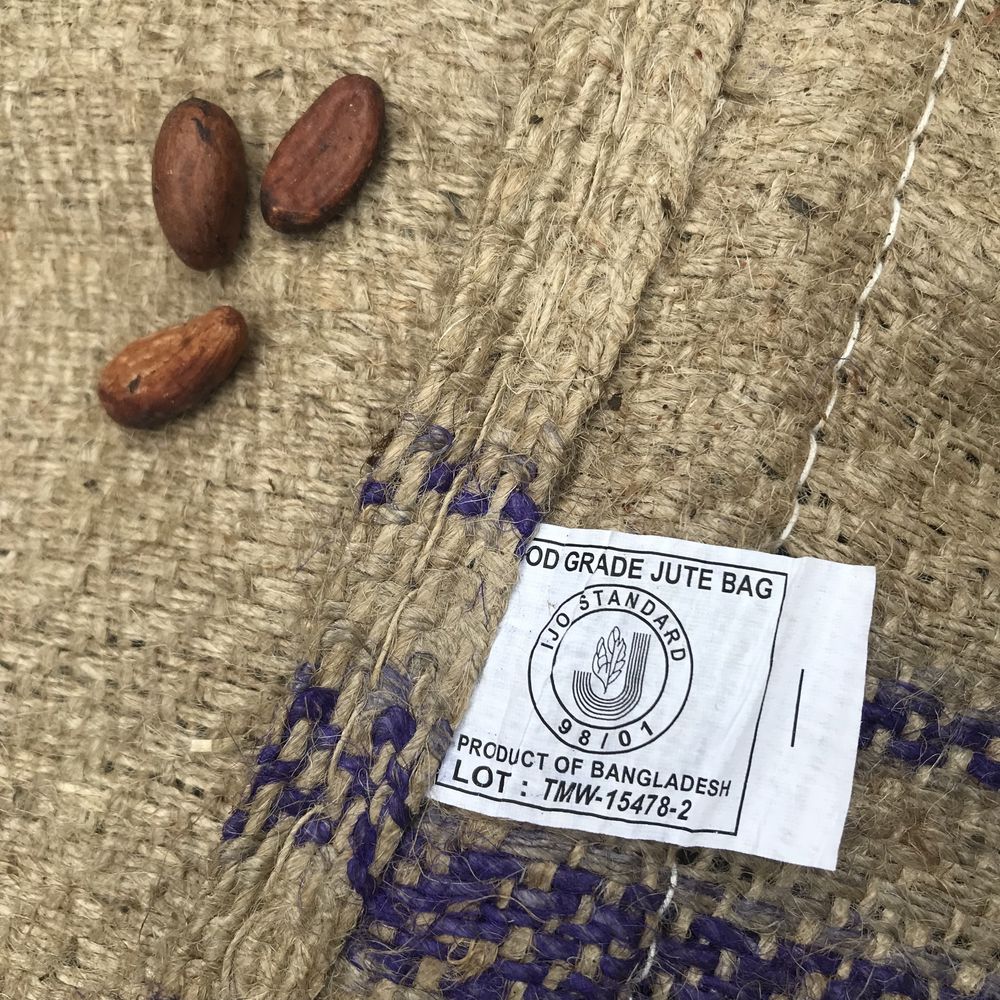 OD GRADE JUTE BAG
IJO STANDARD
98/01
PRODUCT OF BANGLADESH
LOT : TMW-15478-2